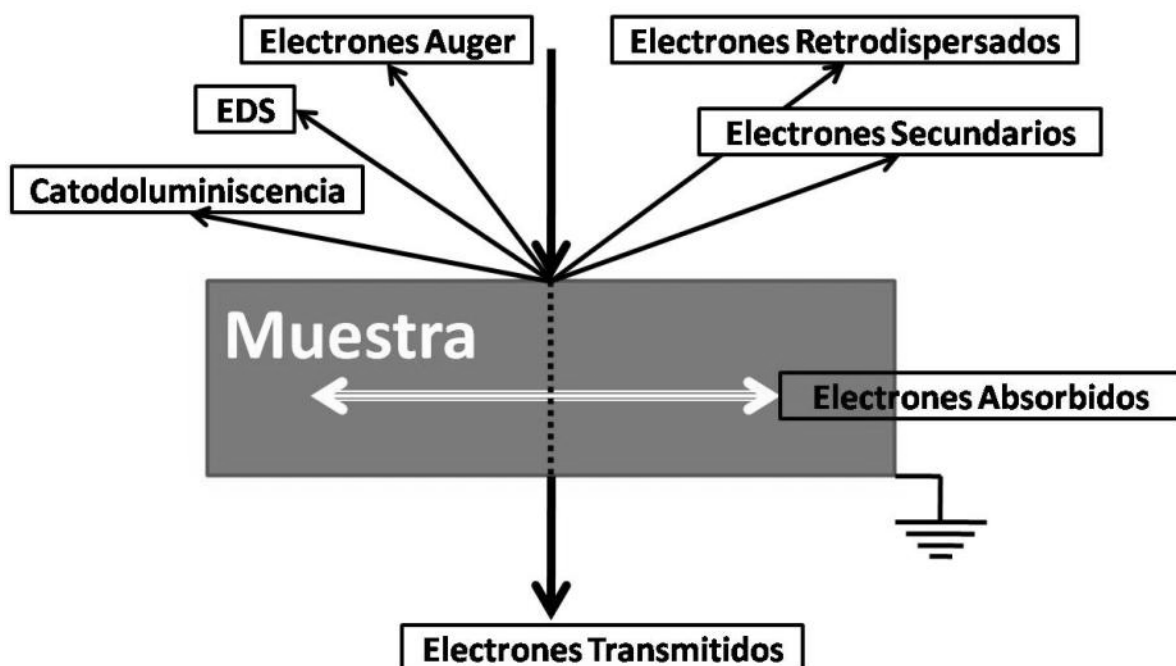 Electrones Auger
Electrones Retrodispersados
EDS
Electrones Secundarios
Catodoluminiscencia
Muestra
Electrones Absorbidos
Electrones Transmitidos